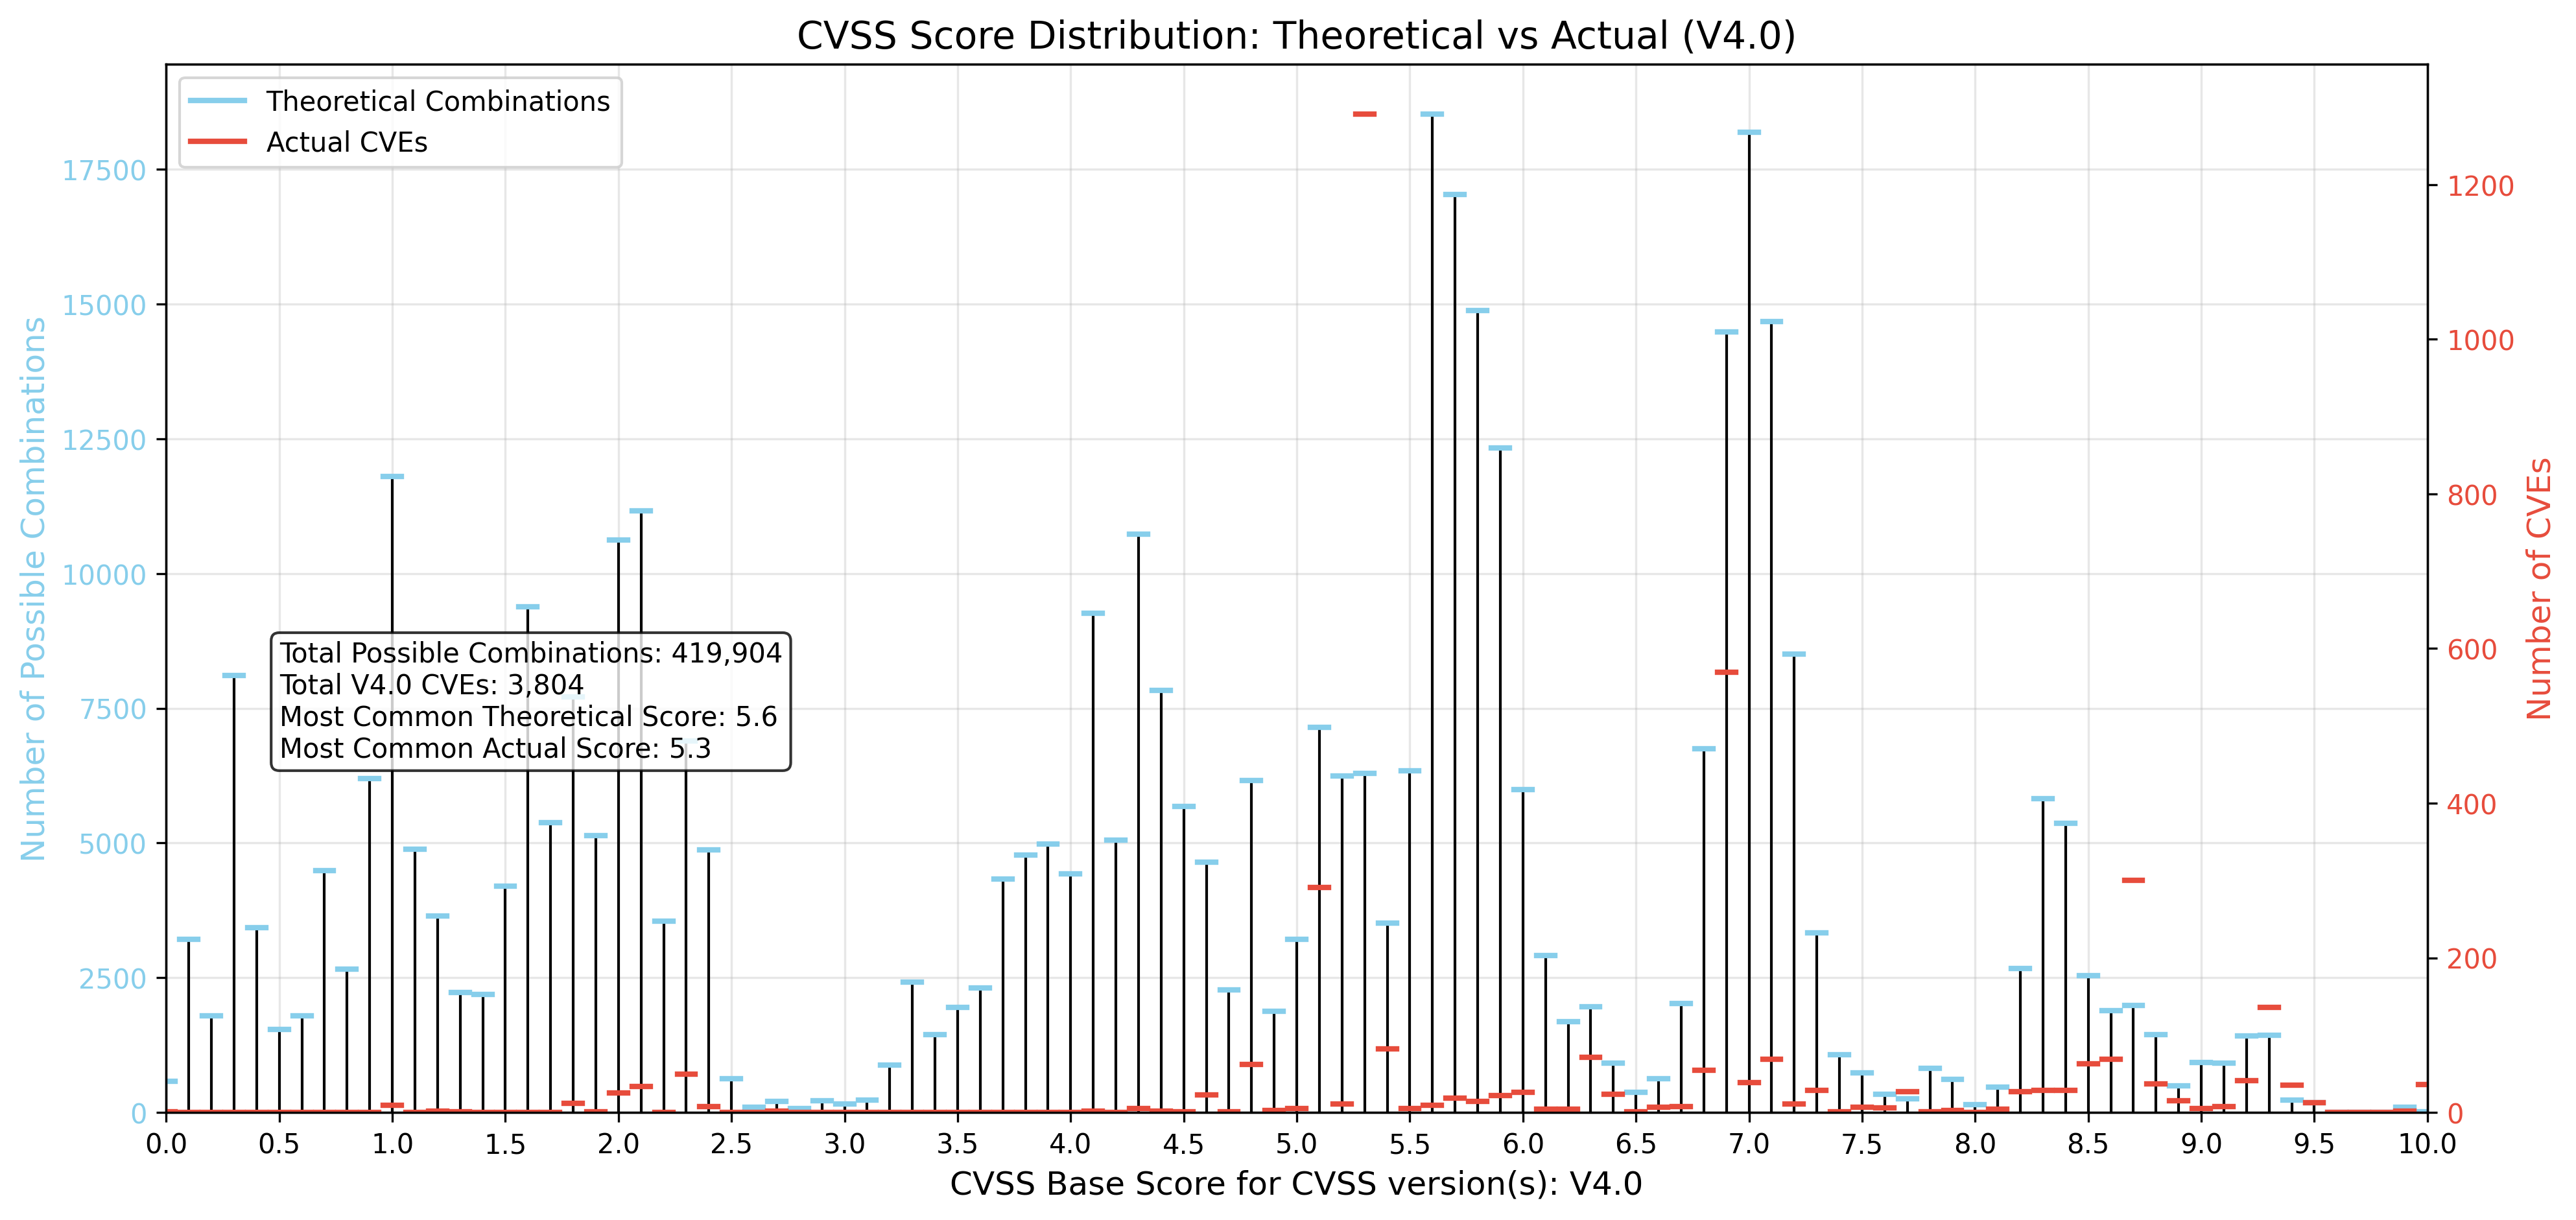 CVSS Score Distribution: Theoretical vs Actual (V4.0)
Theoretical Combinations
Actual CVEs
Number of Possible Combinations
17500
15000
12500
10000
7500
5000
2500
0
Total Possible Combinations: 419,904
Total V4.0 CVEs: 3,804
Most Common Theoretical Score: 5.6
Most Common Actual Score: 5.3
1200
1000
800
600
400
200
0
Number of CVEs
0.0 0.5 1.0 1.5 2.0 2.5 3.0 3.5 4.0 4.5 5.0 5.5 6.0 6.5 7.0 7.5 8.0 8.5 9.0 9.5 10.0
CVSS Base Score for CVSS version(s): V4.0